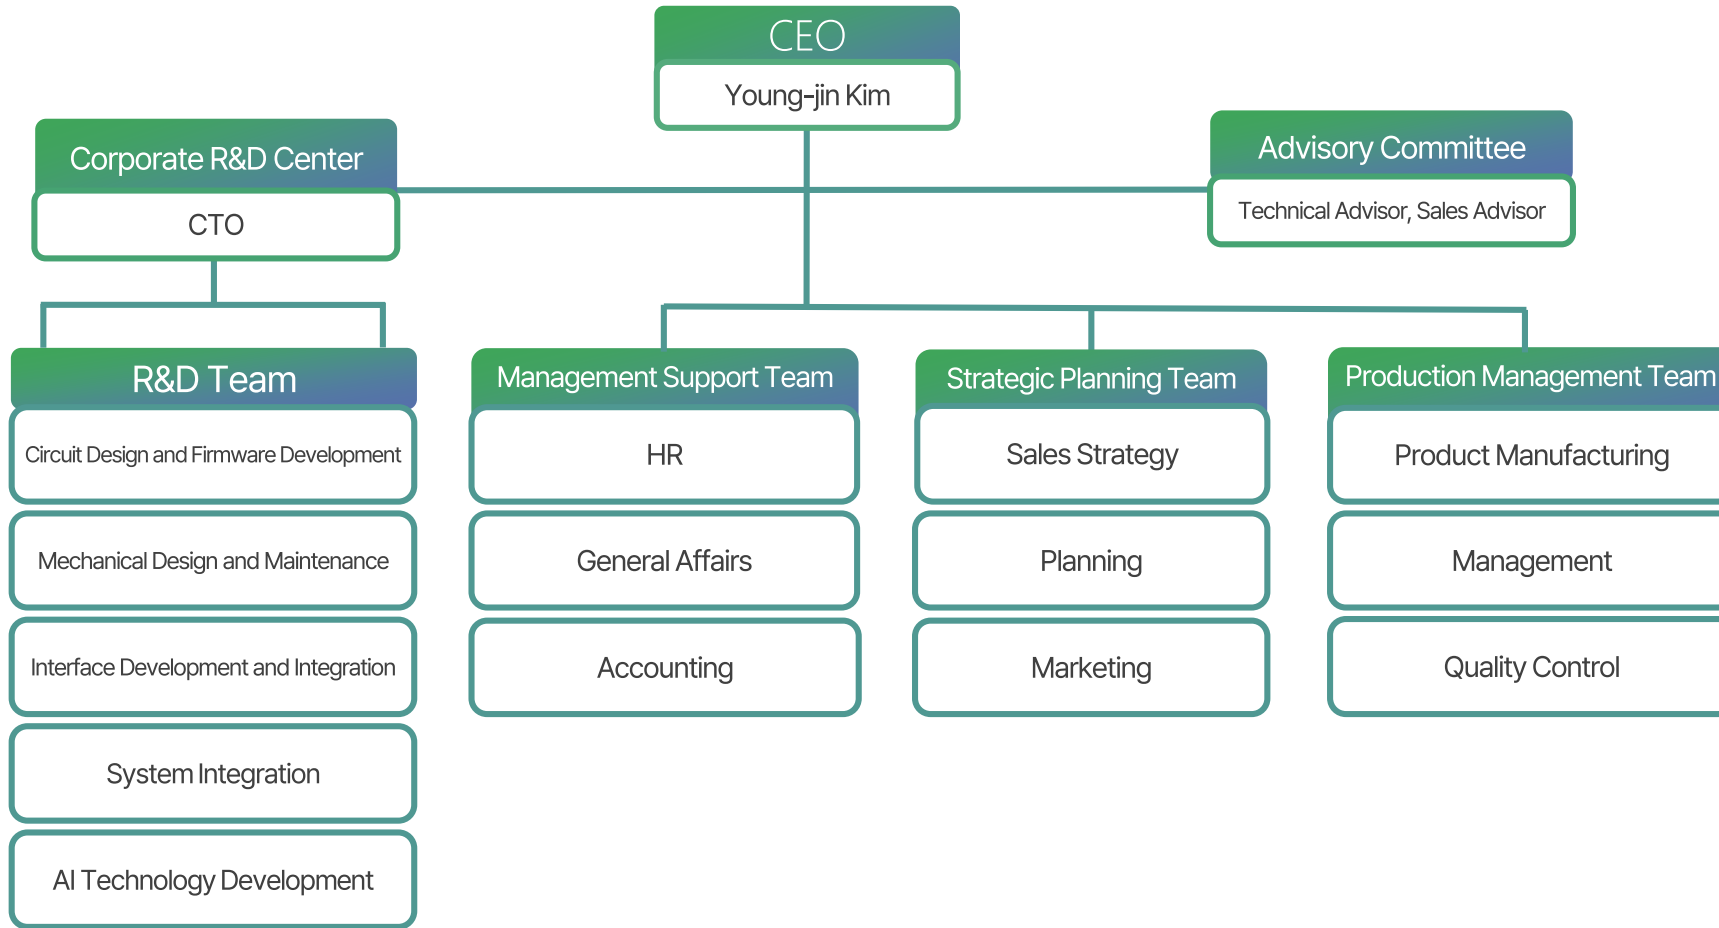 CEO
Young-jin Kim
Corporate R&D Center
CTO
Advisory Committee
Technical Advisor, Sales Advisor
R&D Team
Circuit Design and Firmware Development
Mechanical Design and Maintenance
Interface Development and Integration
System Integration
AI Technology Development
Management Support Team
HR
General Affairs
Accounting
Strategic Planning Team
Sales Strategy
Planning
Marketing
Production Management Team
Product Manufacturing
Management
Quality Control